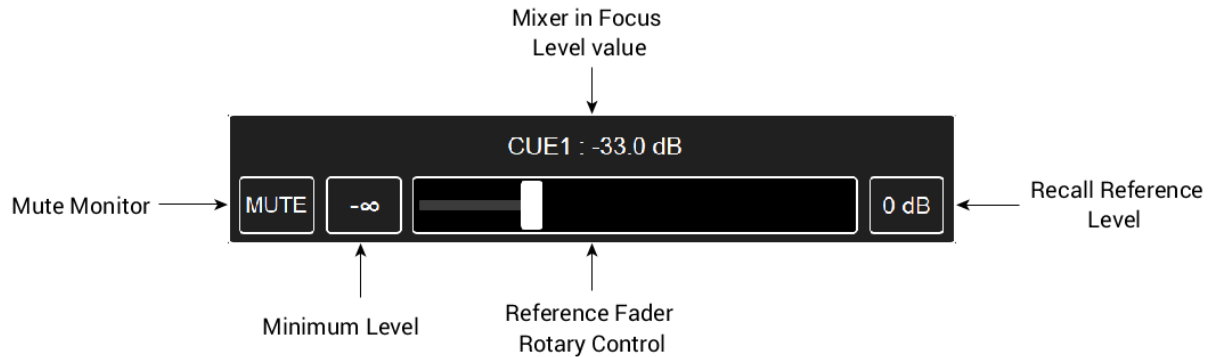 Mixer in Focus
Level value
CUE1 : -33.0 dB
Mute Monitor
MUTE
-∞
0 dB
Recall Reference
Level
Minimum Level
Reference Fader
Rotary Control